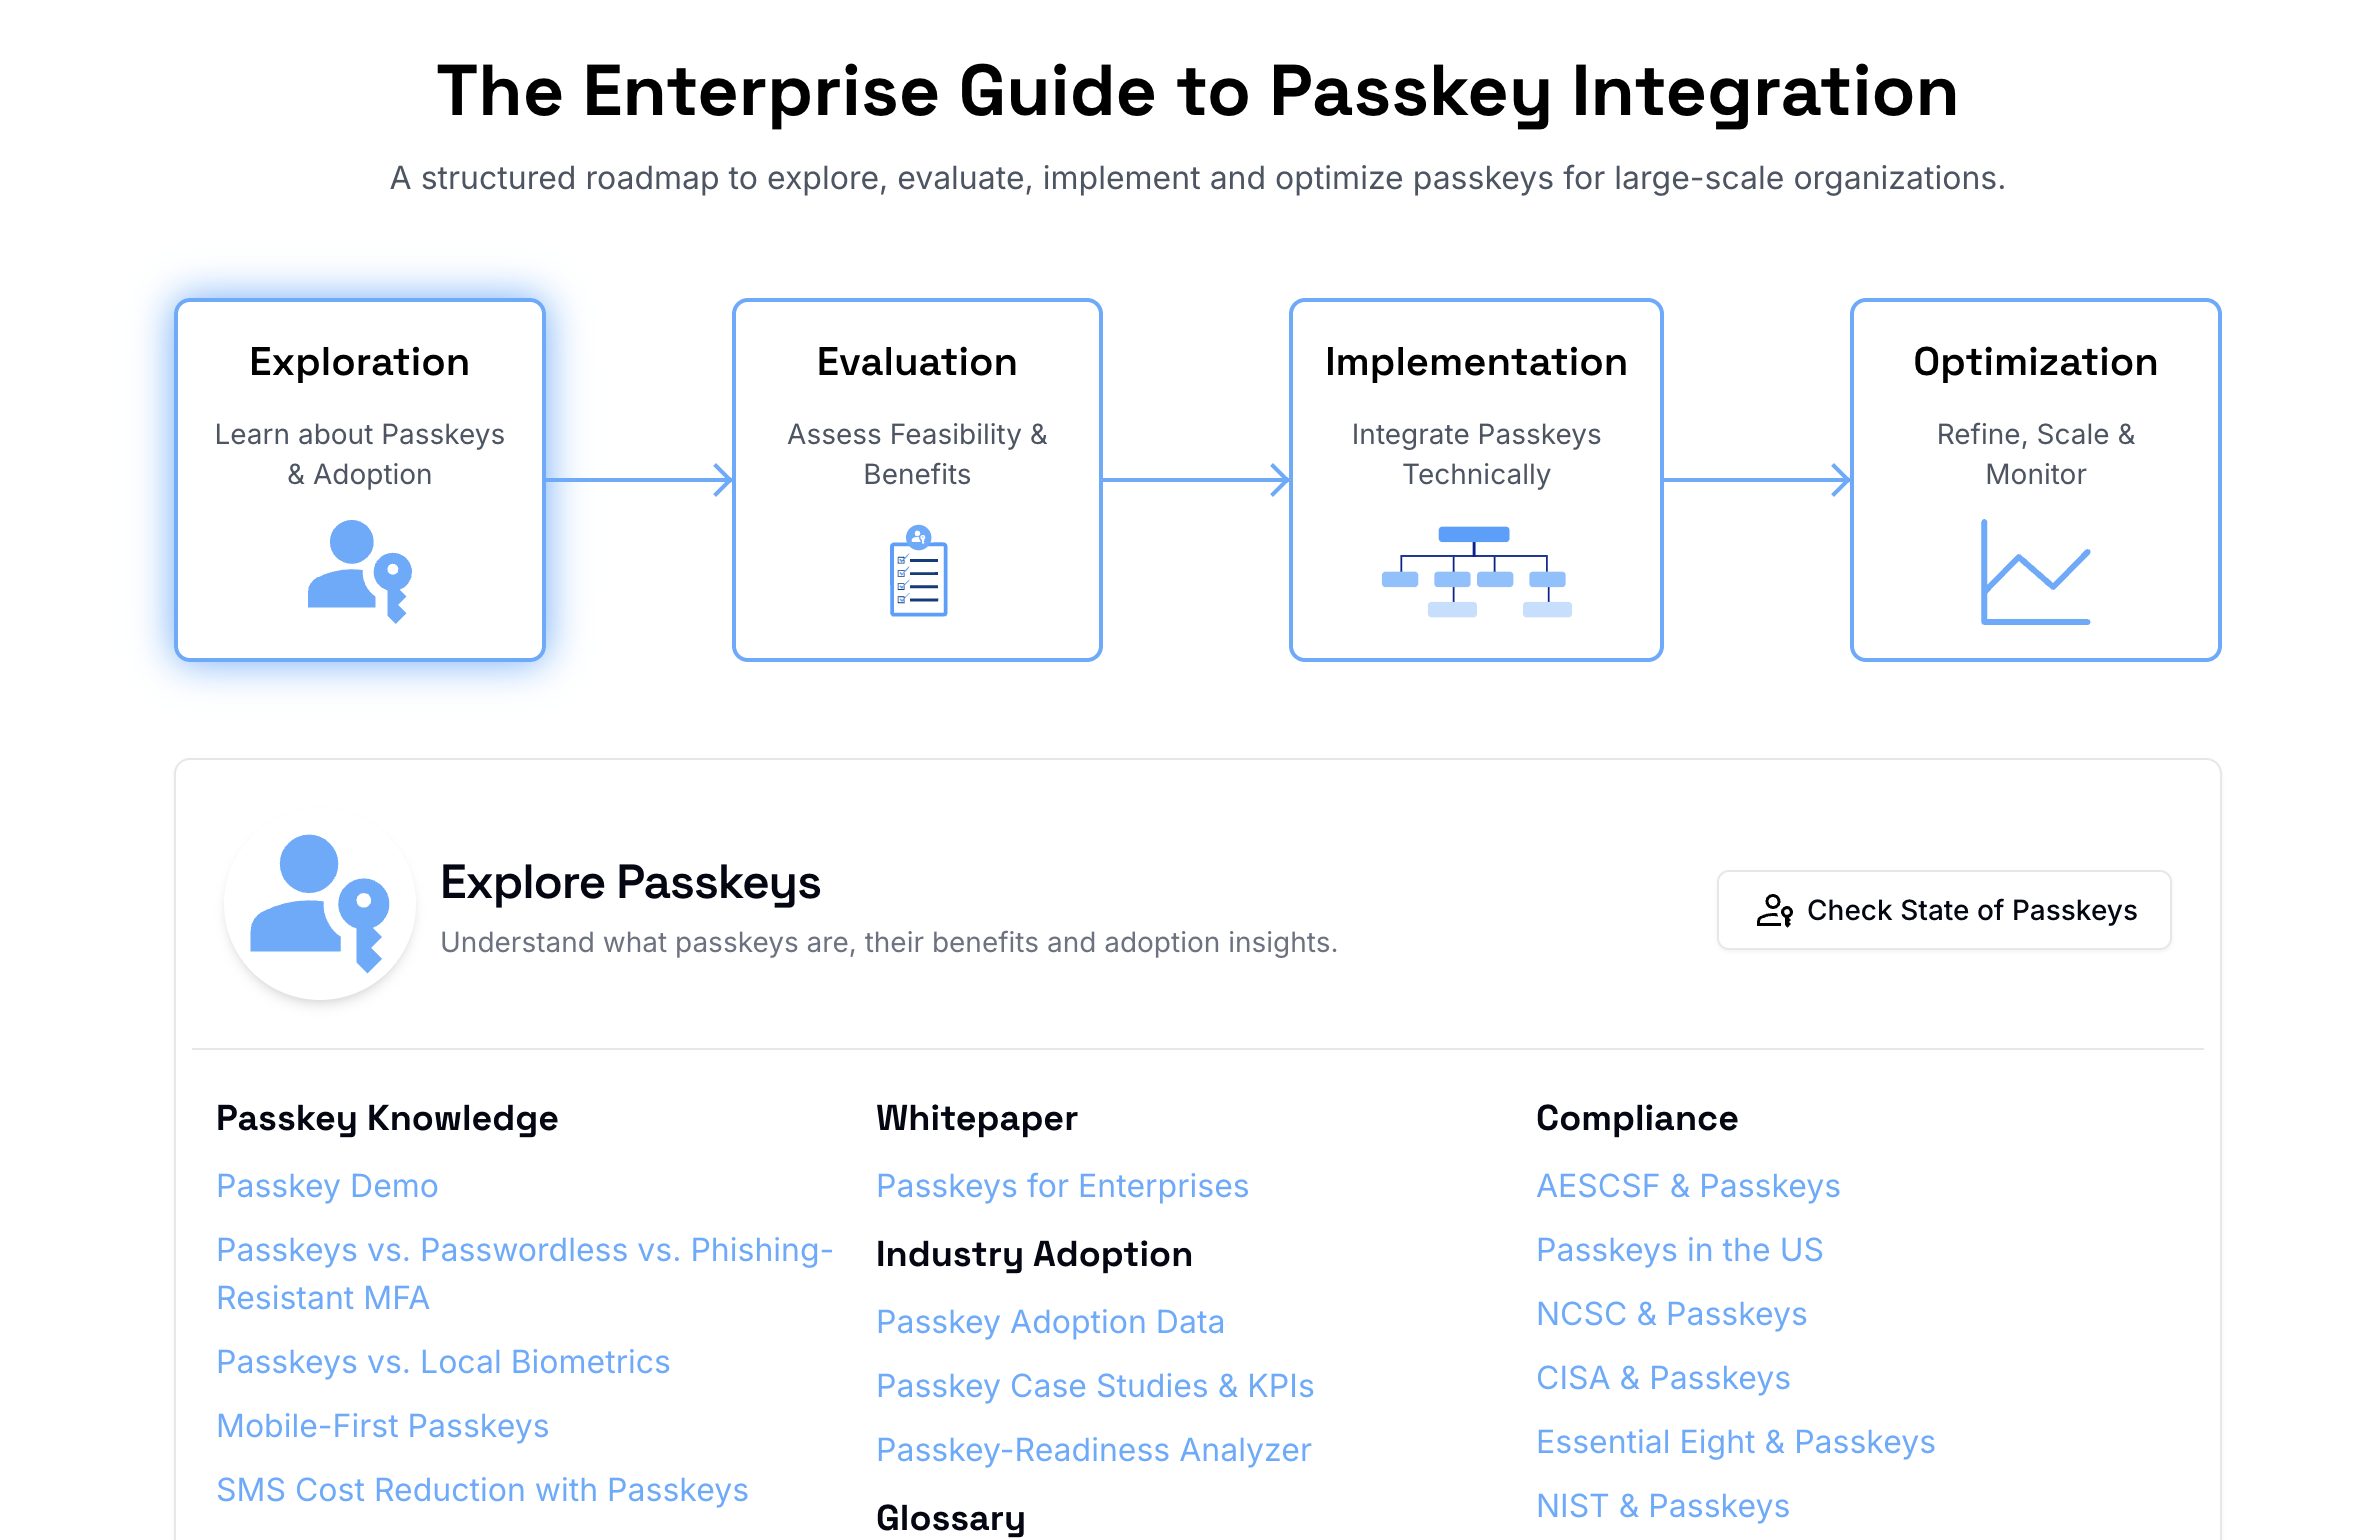 The Enterprise Guide to Passkey Integration
A structured roadmap to explore, evaluate, implement and optimize passkeys for large-scale organizations.
Exploration
Learn about Passkeys
& Adoption
Evaluation
Assess Feasibility &
Benefits
Implementation
Integrate Passkeys
Technically
Optimization
Refine, Scale &
Monitor
Explore Passkeys
Understand what passkeys are, their benefits and adoption insights.
Check State of Passkeys
Passkey Knowledge
Passkey Demo
Passkeys vs. Passwordless vs. Phishing-
Resistant MFA
Passkeys vs. Local Biometrics
Mobile-First Passkeys
SMS Cost Reduction with Passkeys
Whitepaper
Passkeys for Enterprises
Industry Adoption
Passkey Adoption Data
Passkey Case Studies & KPIs
Passkey-Readiness Analyzer
Glossary
Compliance
AESCSF & Passkeys
Passkeys in the US
NCSC & Passkeys
CISA & Passkeys
Essential Eight & Passkeys
NIST & Passkeys